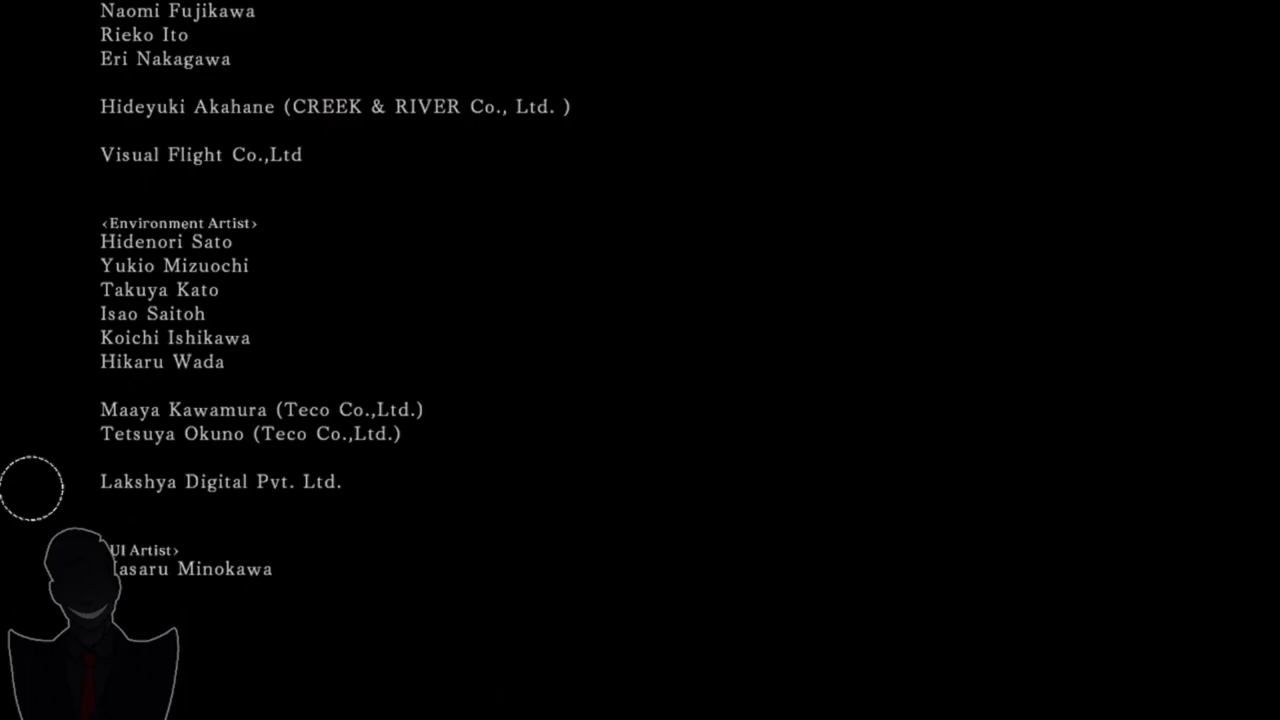 Naomi Fujikawa
Rieko Ito
Eri Nakagawa
Hideyuki Akahane (CREEK & RIVER Co., Ltd. )
Visual Flight Co.,Ltd
‹Environment Artist›
Hidenori Sato
Yukio Mizuochi
Takuya Kato
Isao Saitoh
Koichi Ishikawa
Hikaru Wada
Maaya Kawamura (Teco Co.,Ltd.)
Tetsuya Okuno (Teco Co.,Ltd.)
Lakshya Digital Pvt. Ltd.
UI Artist›
Minokawa